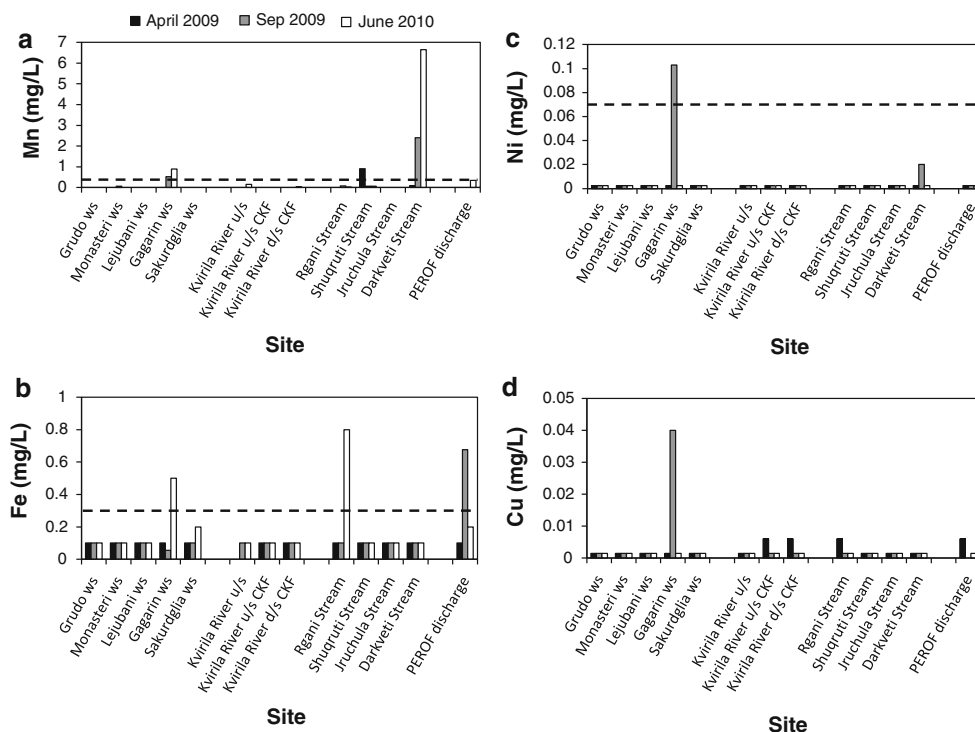 April 2009 Sep 2009 June 2010
a
Mn (mg/L)
7
6
5
4
3
2
1
0
Grudo ws
Monasteri ws
Lejubani ws
Gagarin ws
Sakurdglia ws
Kvirila River u/s
Kvirila River u/s CKF
Kvirila River d/s CKF
Rgani Stream
Shuqruti Stream
Jruchula Stream
Darkveti Stream
PEROF discharge
Site
c
Ni (mg/L)
0.12
0.1
0.08
0.06
0.04
0.02
0
Grudo ws
Monasteri ws
Lejubani ws
Gagarin ws
Sakurdglia ws
Kvirila River u/s
Kvirila River u/s CKF
Kvirila River d/s CKF
Rgani Stream
Shuqruti Stream
Jruchula Stream
Darkveti Stream
PEROF discharge
Site
b
Fe (mg/L)
1
0.8
0.6
0.4
0.2
0
Grudo ws
Monasteri ws
Lejubani ws
Gagarin ws
Sakurdglia ws
Kvirila River u/s
Kvirila River u/s CKF
Kvirila River d/s CKF
Rgani Stream
Shuqruti Stream
Jruchula Stream
Darkveti Stream
PEROF discharge
Site
d
Cu (mg/L)
0.05
0.04
0.03
0.02
0.01
0
Grudo ws
Monasteri ws
Lejubani ws
Gagarin ws
Sakurdglia ws
Kvirila River u/s
Kvirila River u/s CKF
Kvirila River d/s CKF
Rgani Stream
Shuqruti Stream
Jruchula Stream
Darkveti Stream
PEROF discharge
Site